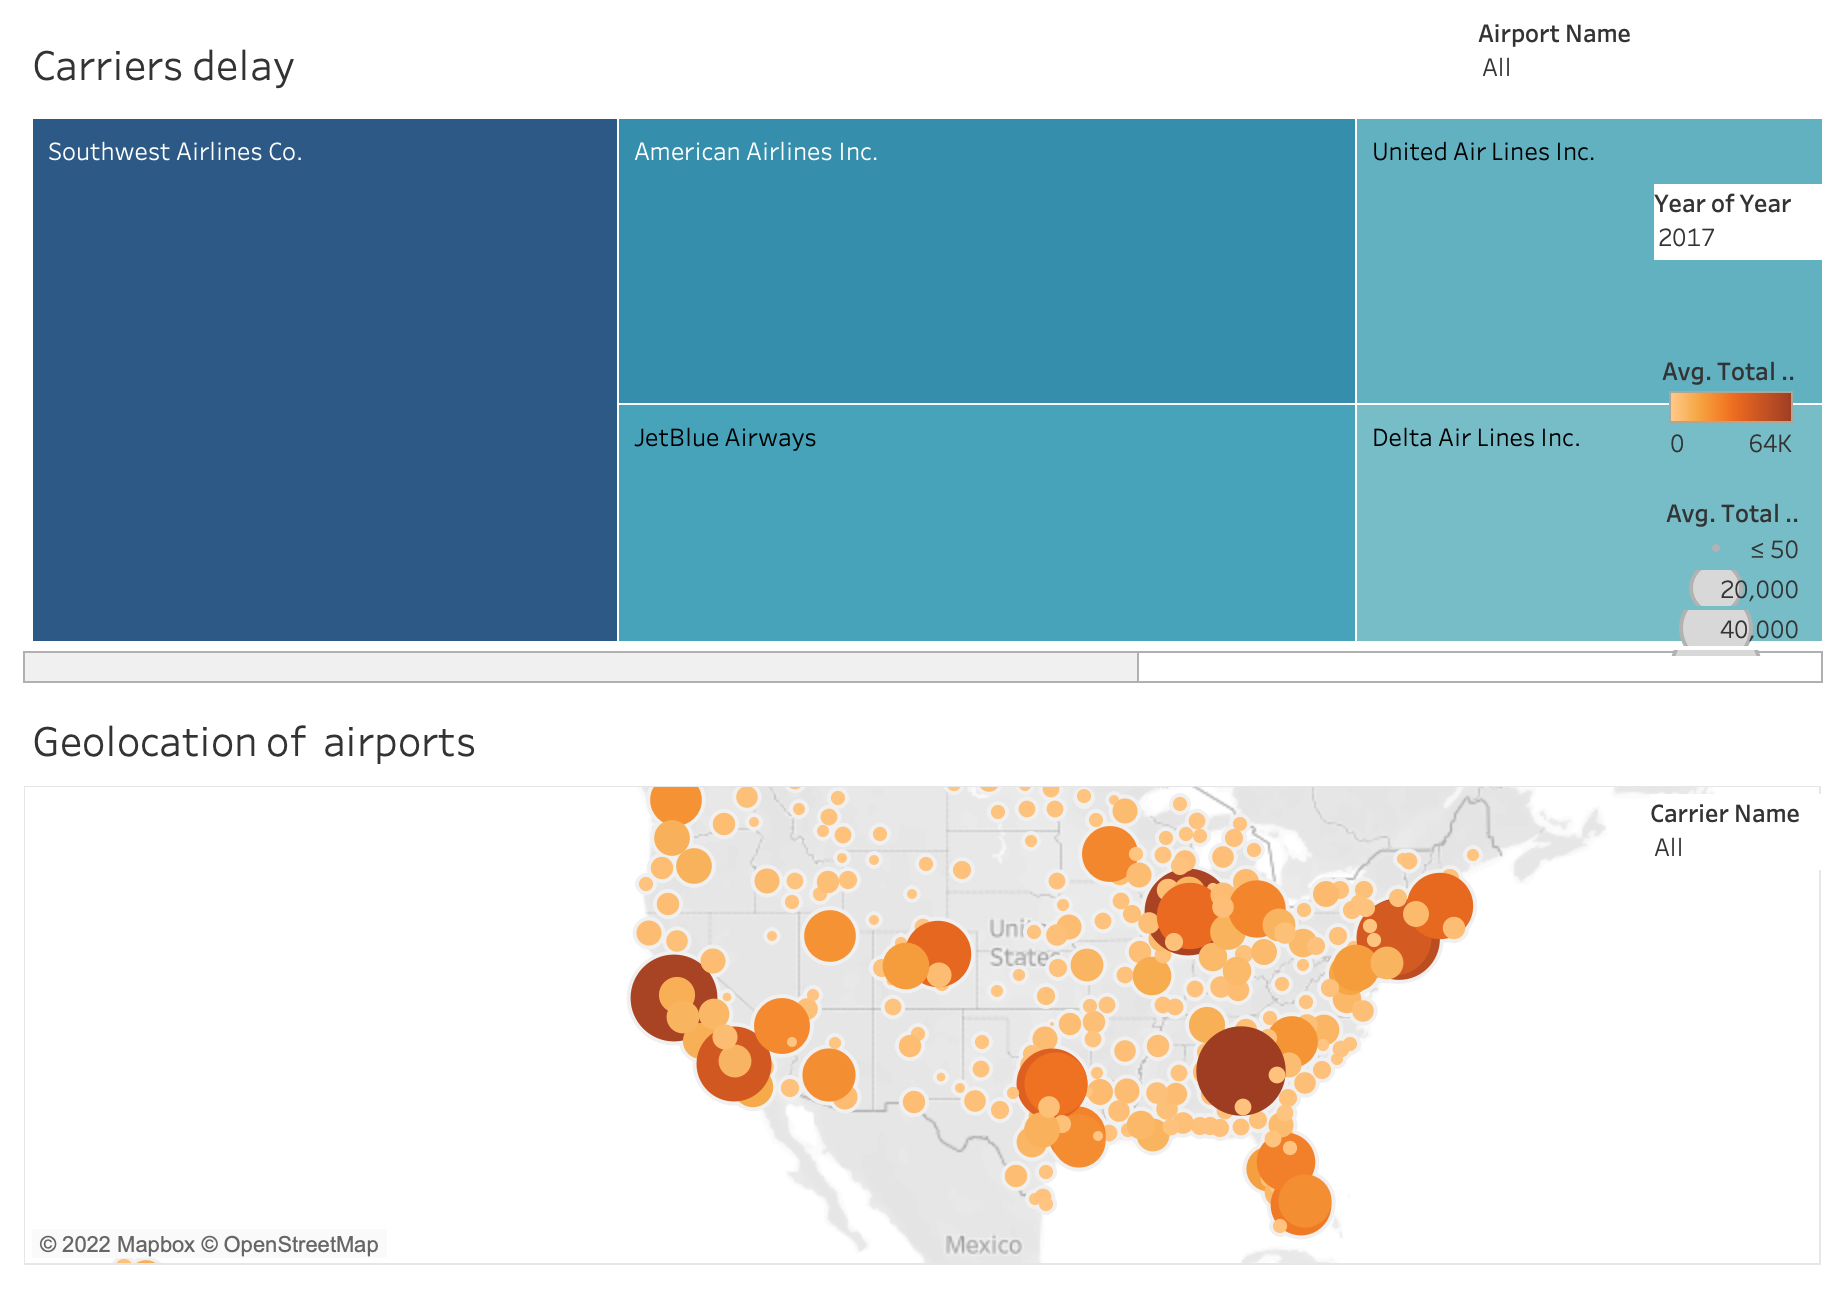 Airport Name
All
Carriers delay
Southwest Airlines Co.
American Airlines Inc.
United Air Lines Inc.
Year of Year
2017
Avg. Total ..
0 64K
JetBlue Airways
Delta Air Lines Inc.
Avg. Total ..
≤ 50
20,000
40,000
Geolocation of airports
Carrier Name
All
United
States
Mexico
© 2022 Mapbox © OpenStreetMap